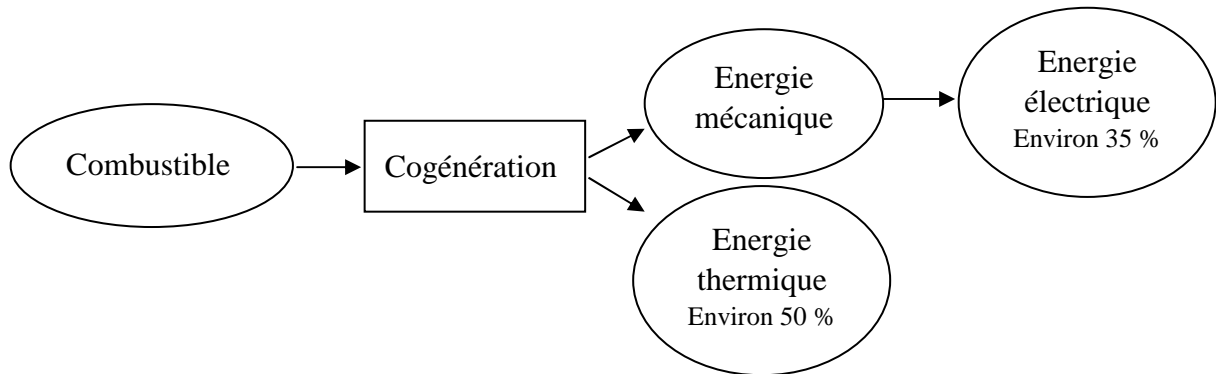 Combustible
Cogénération
Energie
mécanique
Energie
électrique
Environ 35 %
Energie
thermique
Environ 50 %